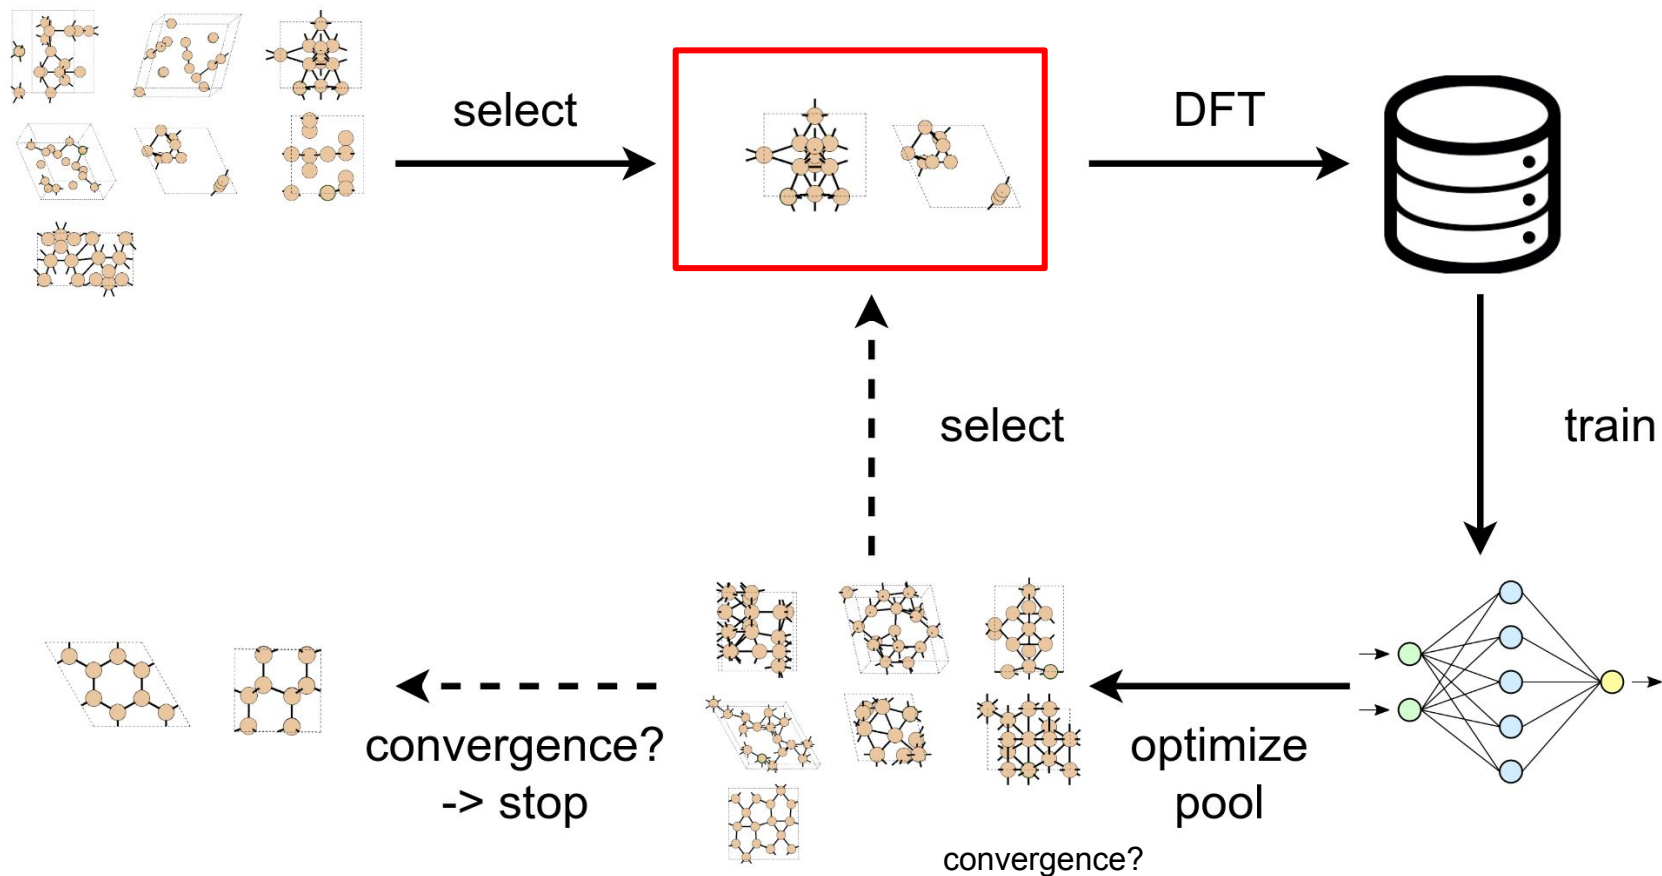 select
DFT
select
train
convergence?
-> stop
optimize
pool
convergence?